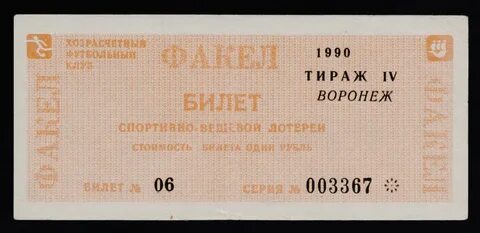 ХОЗРАСЧЕТНЫЙ
ФУТБОЛЬНЫЙ
КЛУБ
ФАКЕЛ
1990
ТИРАЖ IV
ВОРОНЕЖ
БИЛЕТ
СПОРТИВНО-ВЕЩЕВОЙ ЛОТЕРЕИ
СТОИМОСТЬ БИЛЕТА ОДИН РУБЛЬ
БИЛЕТ № 06
СЕРИЯ № 003367
ФАКЕЛ
ФАКЕЛ